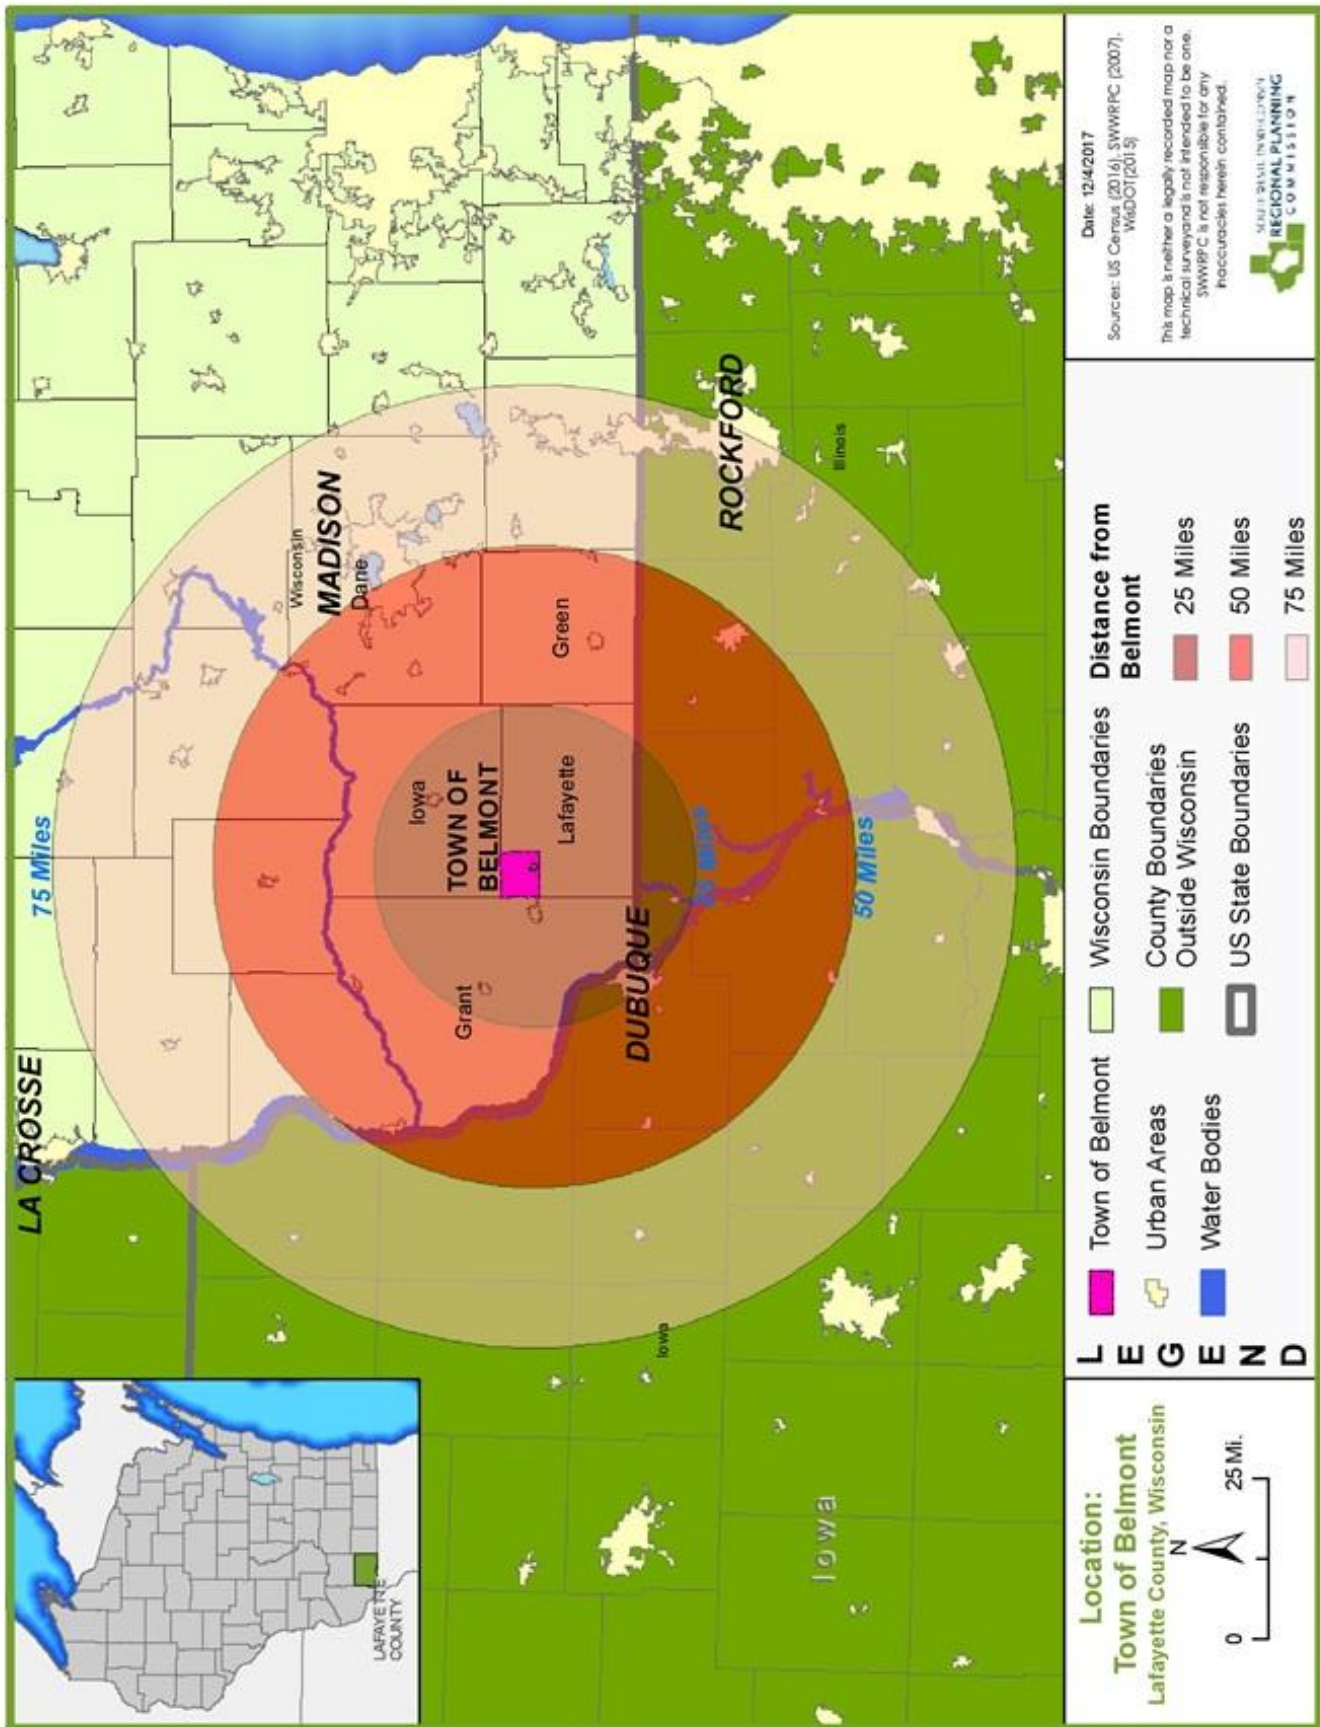 LAFAYETTE
COUNTY
LA CROSSE
75 Miles
Wisconsin
MADISON
Dane
Iowa
TOWN OF
BELMONT
Grant
Lafayette
Green
DUBUQUE
ROCKFORD
Miles
50 Miles
Illinois
Iowa
Iowa
Location:
Town of Belmont
Lafayette County, Wisconsin
N
0
25 Mi.
LEGEND
Town of Belmont
Urban Areas
Water Bodies
Wisconsin Boundaries
County Boundaries
Outside Wisconsin
US State Boundaries
Distance from
Belmont
25 Miles
50 Miles
75 Miles
Date: 12/4/2017
Sources: US Census (2016), SWWRPC (2007),
WisDOT(2015)
This map is neither a legally recorded map nor a
technical survey and is not intended to be one.
SWWRPC is not responsible for any
inaccuracies herein contained.
SOUTHWESTERN WISCONSIN
REGIONAL PLANNING
COMMISSION